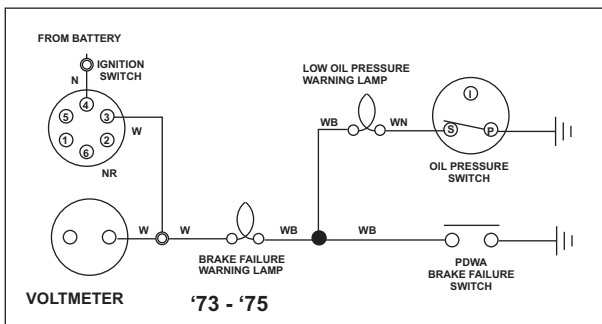 FROM BATTERY
IGNITION
SWITCH
N
4
5
3
1
2
6
W
NR
LOW OIL PRESSURE
WARNING LAMP
WB
WN
I
S
P
OIL PRESSURE
SWITCH
W
W
WB
WB
BRAKE FAILURE
WARNING LAMP
PDWA
BRAKE FAILURE
SWITCH
VOLTMETER
'73 - '75